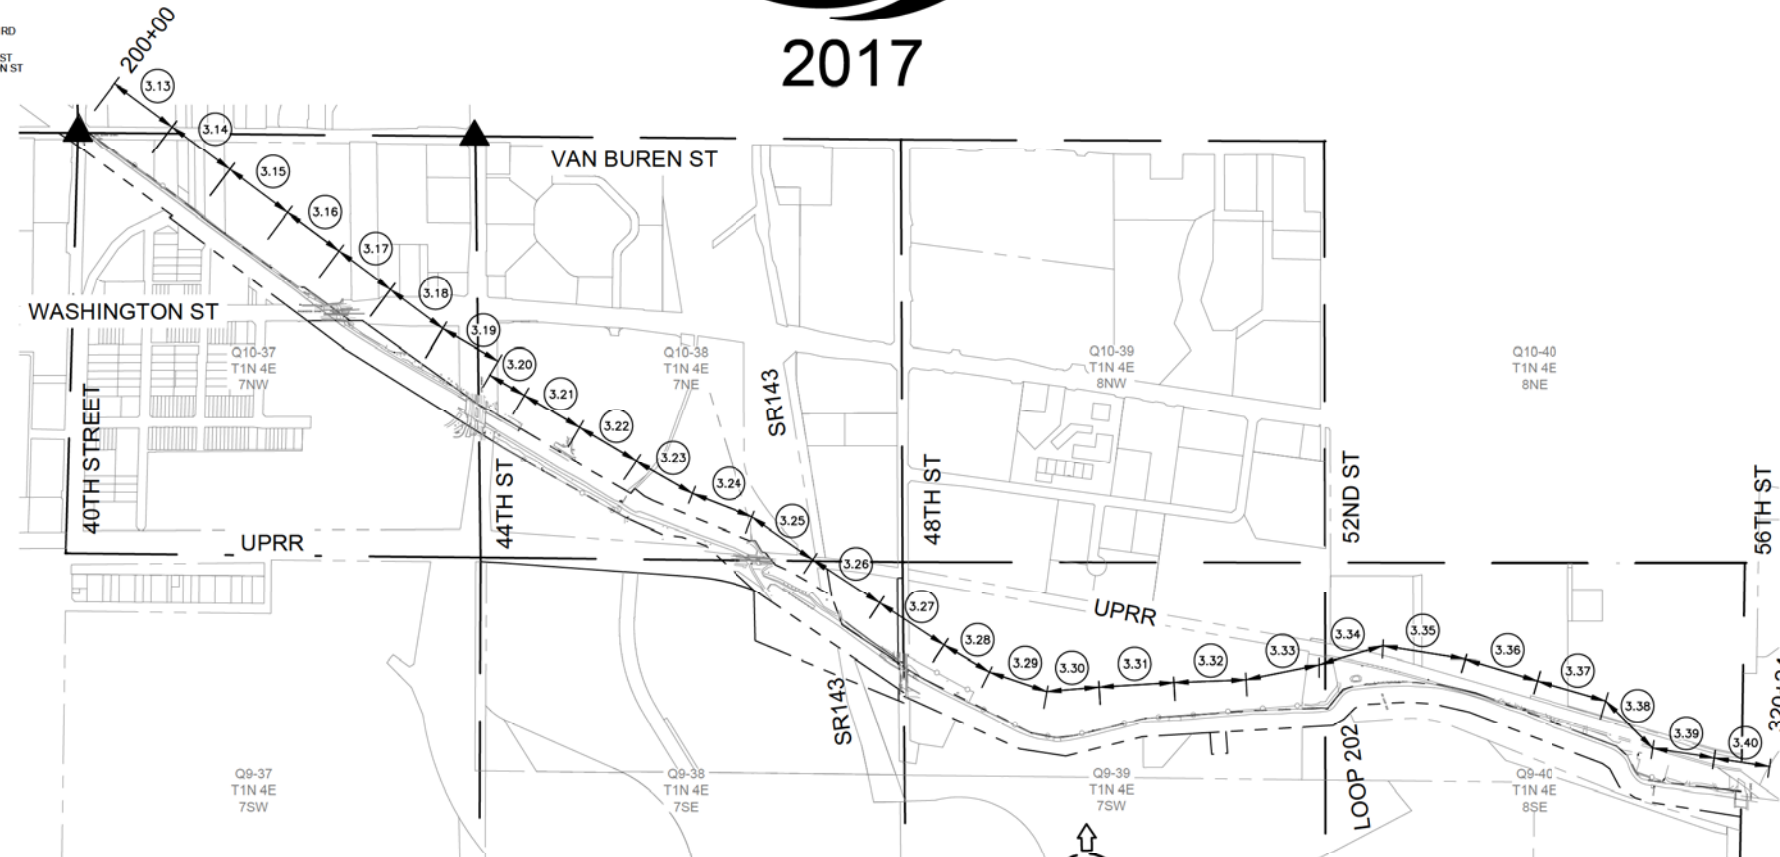 RD
ST
N ST
2017
200+00
3.13
3.14
3.15
3.16
3.17
3.18
3.19
3.20
3.21
3.22
3.23
3.24
3.25
3.26
3.27
3.28
3.29
3.30
3.31
3.32
3.33
3.34
3.35
3.36
3.37
3.38
3.39
3.40
VAN BUREN ST
WASHINGTON ST
Q10-37
T1N 4E
7NW
Q10-38
T1N 4E
7NE
Q10-39
T1N 4E
8NW
Q10-40
T1N 4E
8NE
40TH STREET
44TH ST
SR143
48TH ST
52ND ST
56TH ST
UPRR
UPRR
SR143
LOOP 202
Q9-37
T1N 4E
7SW
Q9-38
T1N 4E
7SE
Q9-39
T1N 4E
7SW
Q9-40
T1N 4E
8SE